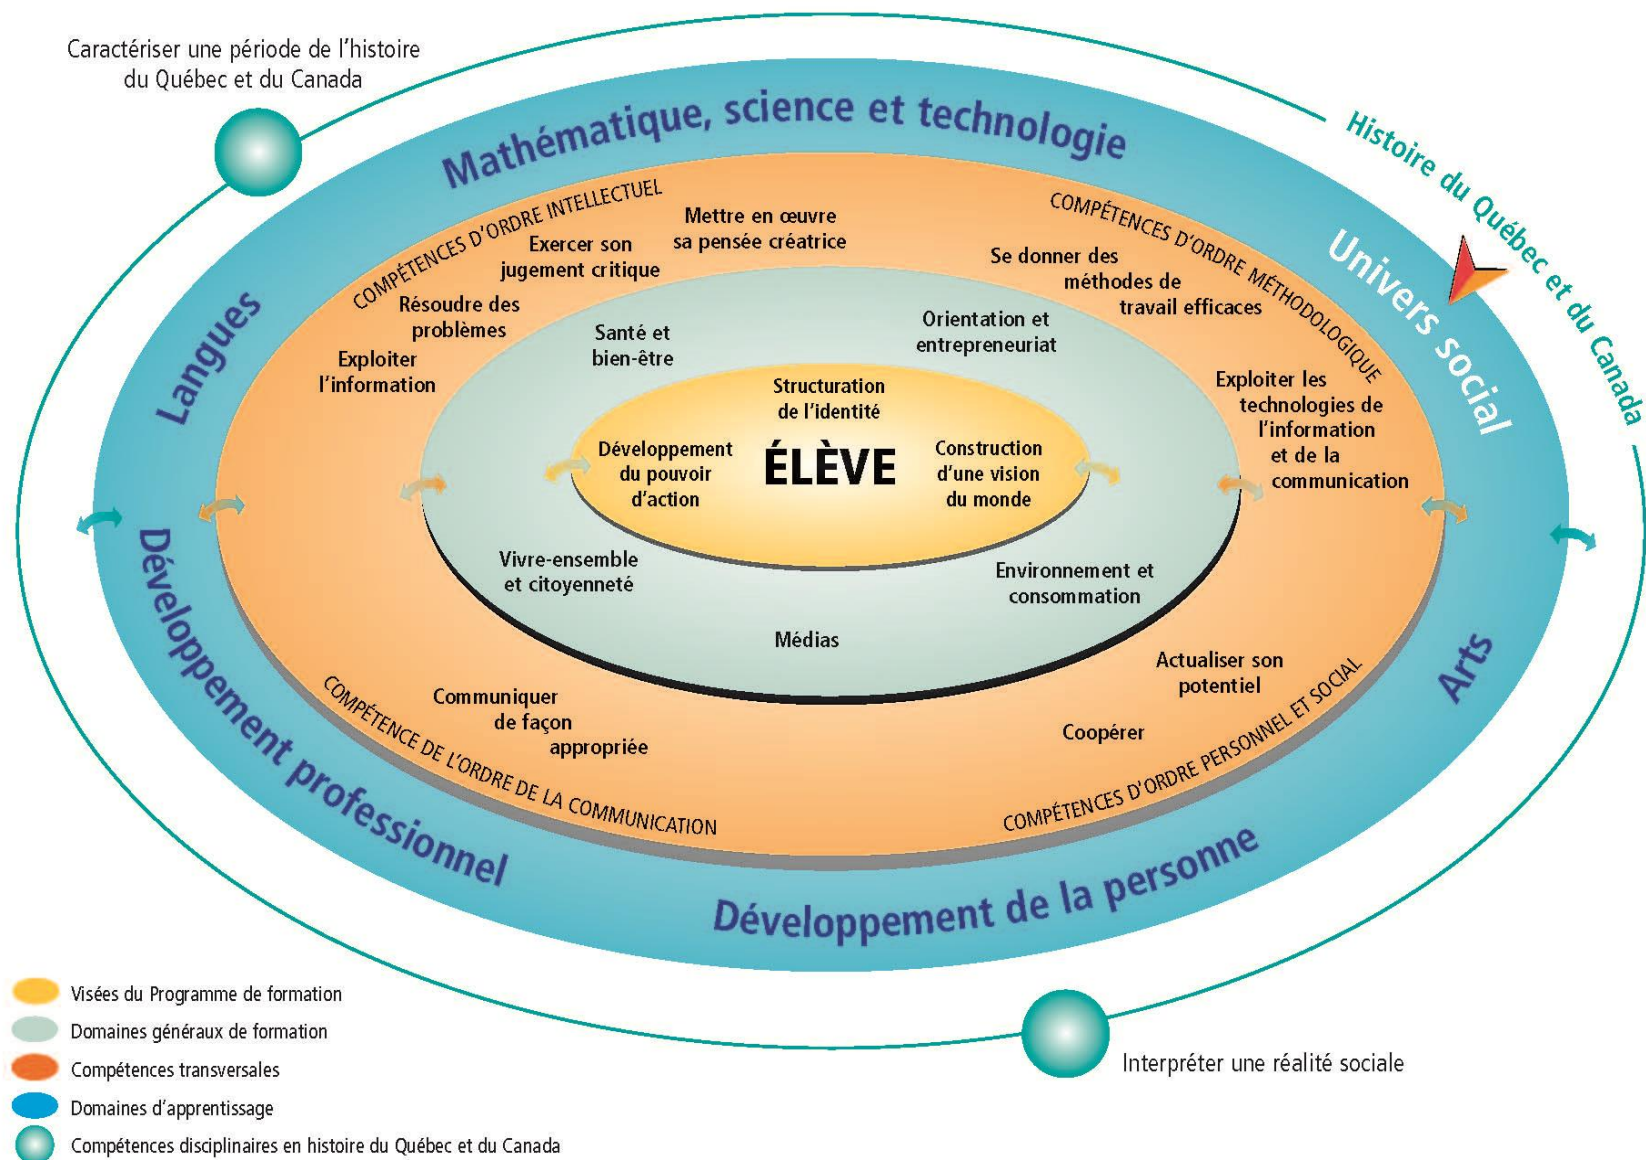 Caractériser une période de l'histoire
du Québec et du Canada
Histoire du Québec et du Canada
Mathématique, science et technologie
Univers social
Langues
Arts
Développement professionnel
Développement de la personne
COMPÉTENCES D'ORDRE INTELLECTUEL
Mettre en œuvre
sa pensée créatrice
Exercer son
jugement critique
Résoudre des
problèmes
Exploiter
l'information
COMPÉTENCES D'ORDRE MÉTHODOLOGIQUE
Se donner des
méthodes de
travail efficaces
Exploiter les
technologies de
l'information
et de la
communication
Santé et
bien-être
Orientation et
entrepreneuriat
Structuration
de l'identité
Développement
du pouvoir
d'action
ÉLÈVE
Construction
d'une vision
du monde
Vivre-ensemble
et citoyenneté
Environnement et
consommation
Médias
Communiquer
de façon
appropriée
COMPÉTENCE DE L'ORDRE DE LA COMMUNICATION
Actualiser son
potentiel
Coopérer
COMPÉTENCES D'ORDRE PERSONNEL ET SOCIAL
Interpréter une réalité sociale
Visées du Programme de formation
Domaines généraux de formation
Compétences transversales
Domaines d'apprentissage
Compétences disciplinaires en histoire du Québec et du Canada